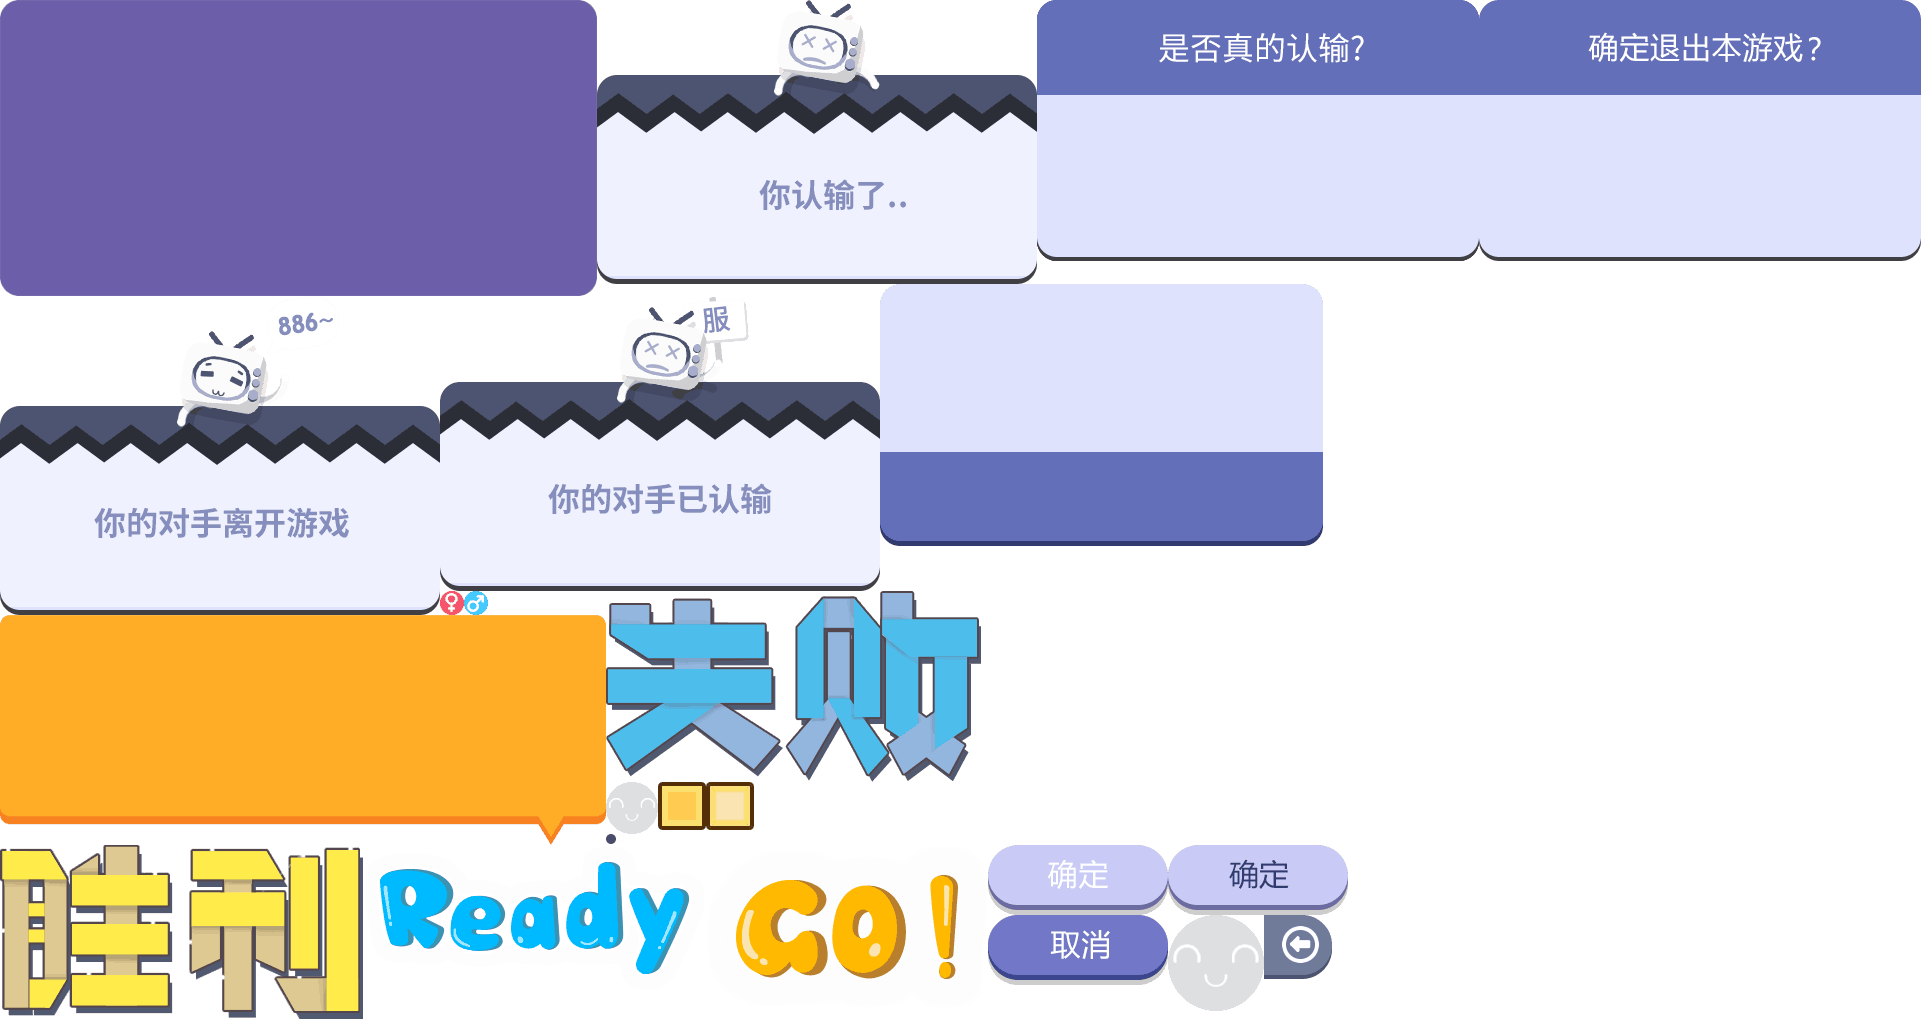 是否真的认输?
确定退出本游戏？
你认输了..
886~
服
你的对手离开游戏
你的对手已认输
失败
胜利
Ready
GO!
确定
确定
取消